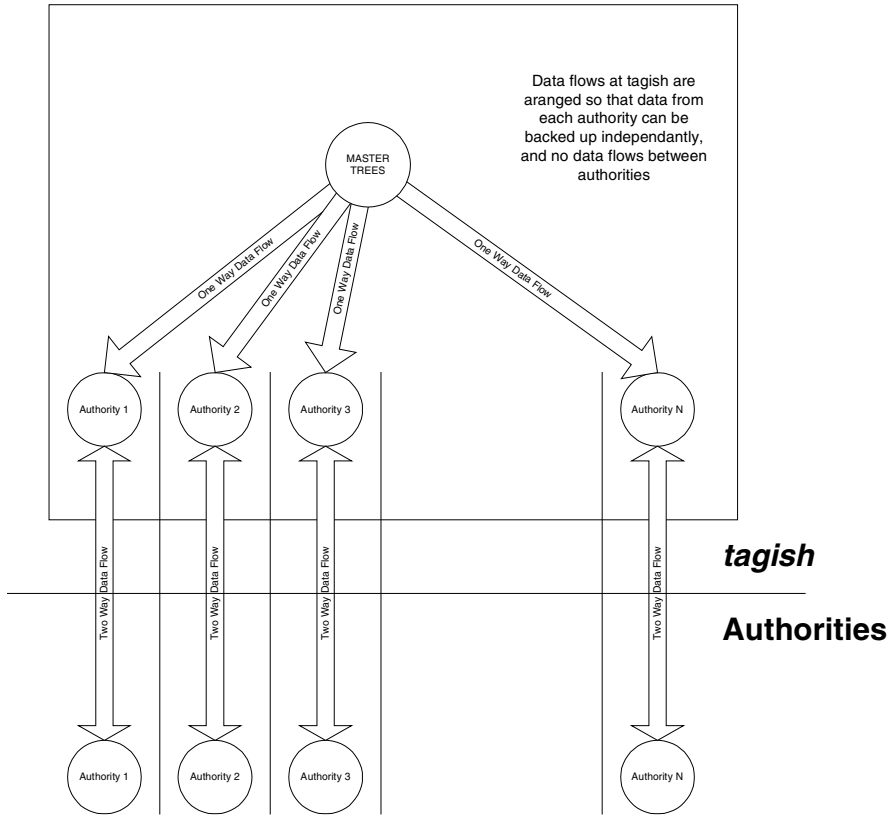 Data flows at tagish are
aranged so that data from
each authority can be
backed up independantly,
and no data flows between
authorities
MASTER
TREES
One Way Data Flow
One Way Data Flow
One Way Data Flow
One Way Data Flow
Authority 1
Authority 2
Authority 3
Authority N
Two Way Data Flow
Two Way Data Flow
Two Way Data Flow
Two Way Data Flow
tagish
Authorities
Authority 1
Authority 2
Authority 3
Authority N